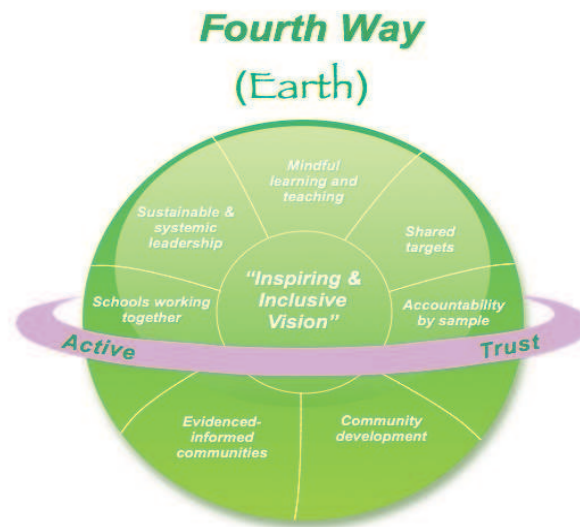 Fourth Way
(Earth)
Mindful
learning and
teaching
Sustainable &
systemic
leadership
Shared
targets
"Inspiring &
Inclusive
Vision"
Schools working
together
Accountability
by sample
Active
Trust
Evidenced-
informed
communities
Community
development